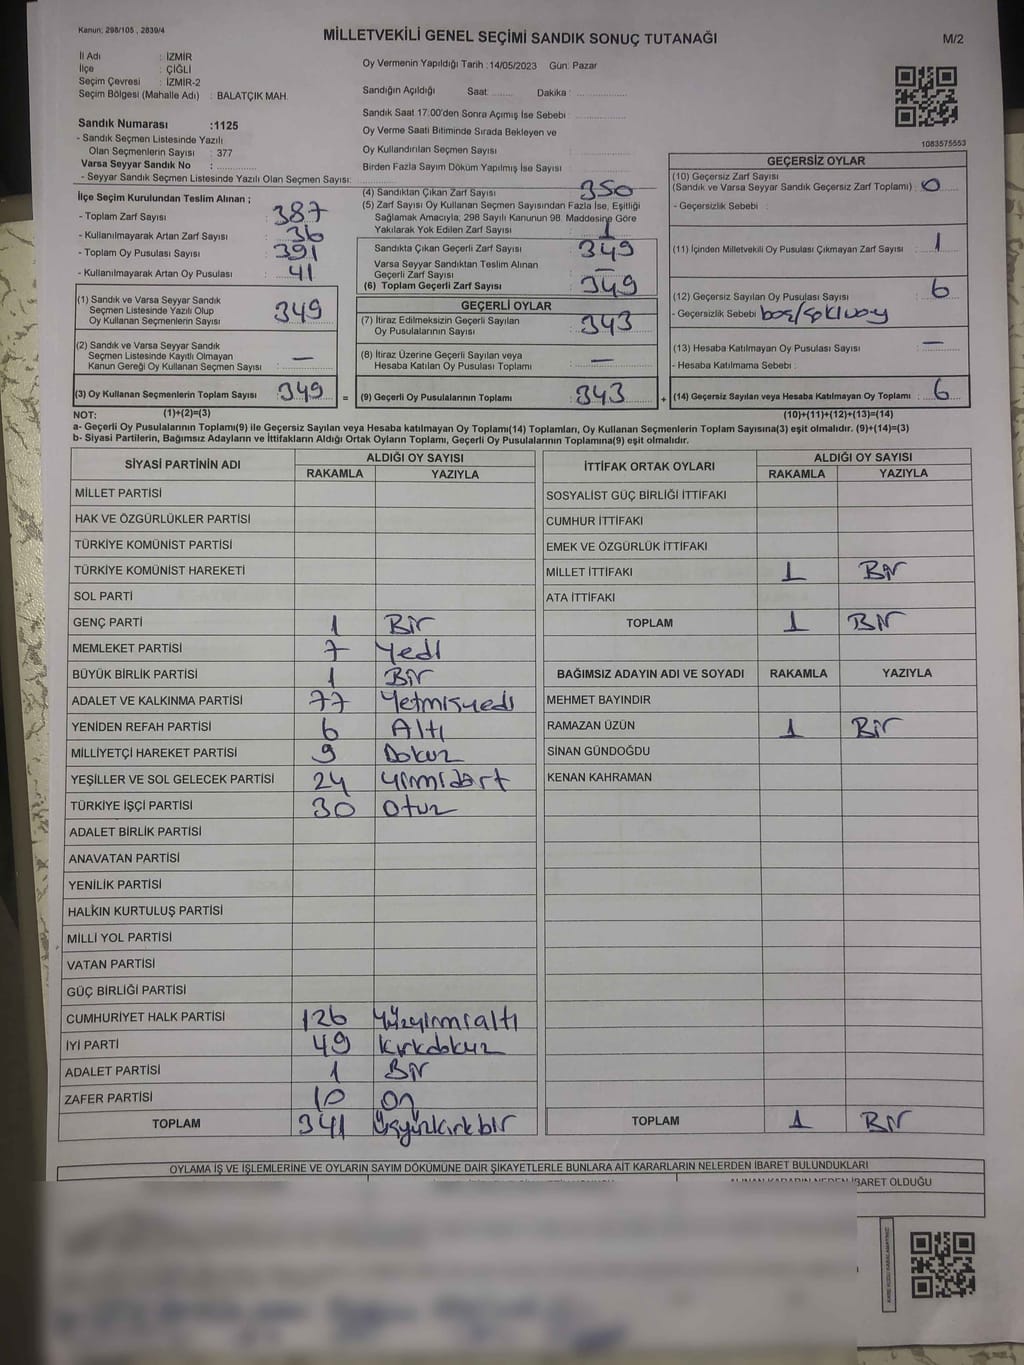 Kanun: 298/105 , 2839/4
MİLLETVEKİLİ GENEL SEÇİMİ SANDIK SONUÇ TUTANAĞI
M/2
İl Adı : İZMİR
İlçe : ÇİĞLİ
Seçim Çevresi : İZMİR-2
Seçim Bölgesi (Mahalle Adı) : BALATÇIK MAH.
Sandık Numarası :1125
- Sandık Seçmen Listesinde Yazılı
Olan Seçmenlerin Sayısı : 377
Varsa Seyyar Sandık No :
- Seyyar Sandık Seçmen Listesinde Yazılı Olan Seçmen Sayısı:
Oy Vermenin Yapıldığı Tarih :14/05/2023 Gün: Pazar
Sandığın Açıldığı Saat Dakika :
Sandık Saat 17:00'den Sonra Açımış İse Sebebi :
Oy Verme Saati Bitiminde Sırada Bekleyen ve
Oy Kullandırılan Seçmen Sayısı
Birden Fazla Sayım Döküm Yapılmış İse Sayısı :
1083575553
İlçe Seçim Kurulundan Teslim Alınan ;
- Toplam Zarf Sayısı : 387
- Kullanılmayarak Artan Zarf Sayısı : 36
- Toplam Oy Pusulası Sayısı : 391
- Kullanılmayarak Artan Oy Pusulası : 41
(1) Sandık ve Varsa Seyyar Sandık
Seçmen Listesinde Yazılı Olup
Oy Kullanan Seçmenlerin Sayısı : 349
(2) Sandık ve Varsa Seyyar Sandık
Seçmen Listesinde Kayıtlı Olmayan
Kanun Gereği Oy Kullanan Seçmen Sayısı : —
(3) Oy Kullanan Seçmenlerin Toplam Sayısı : 349 =
(4) Sandıktan Çıkan Zarf Sayısı : 350
(5) Zarf Sayısı Oy Kullanan Seçmen Sayısından Fazla İse, Eşitliği
Sağlamak Amacıyla; 298 Sayılı Kanunun 98. Maddesine Göre
Yakılarak Yok Edilen Zarf Sayısı : 1
Sandıkta Çıkan Geçerli Zarf Sayısı : 349
Varsa Seyyar Sandıktan Teslim Alınan
Geçerli Zarf Sayısı : —
(6) Toplam Geçerli Zarf Sayısı : 349
GEÇERLİ OYLAR
(7) İtiraz Edilmeksizin Geçerli Sayılan
Oy Pusulalarının Sayısı : 343
(8) İtiraz Üzerine Geçerli Sayılan veya
Hesaba Katılan Oy Pusulası Toplamı : —
(9) Geçerli Oy Pusulalarının Toplamı : 343 +
GEÇERSİZ OYLAR
(10) Geçersiz Zarf Sayısı
(Sandık ve Varsa Seyyar Sandık Geçersiz Zarf Toplamı) : 0
- Geçersizlik Sebebi :
(11) İçinden Milletvekili Oy Pusulası Çıkmayan Zarf Sayısı : 1
(12) Geçersiz Sayılan Oy Pusulası Sayısı : 6
- Geçersizlik Sebebi :
(13) Hesaba Katılmayan Oy Pusulası Sayısı : —
- Hesaba Katılmama Sebebi :
(14) Geçersiz Sayılan veya Hesaba Katılmayan Oy Toplamı : 6
NOT: (1)+(2)=(3)
(10)+(11)+(12)+(13)=(14)
a- Geçerli Oy Pusulalarının Toplamı(9) ile Geçersiz Sayılan veya Hesaba katılmayan Oy Toplamı(14) Toplamları, Oy Kullanan Seçmenlerin Toplam Sayısına(3) eşit olmalıdır. (9)+(14)=(3)
b- Siyasi Partilerin, Bağımsız Adayların ve İttifakların Aldığı Ortak Oyların Toplamı, Geçerli Oy Pusulalarının Toplamına(9) eşit olmalıdır.
SİYASİ PARTİNİN ADI ALDIĞI OY SAYISI
RAKAMLA YAZIYLA
MİLLET PARTİSİ
HAK VE ÖZGÜRLÜKLER PARTİSİ
TÜRKİYE KOMÜNİST PARTİSİ
TÜRKİYE KOMÜNİST HAREKETİ
SOL PARTİ
GENÇ PARTİ 1 Bir
MEMLEKET PARTİSİ 7 Yedi
BÜYÜK BİRLİK PARTİSİ 1 Bir
ADALET VE KALKINMA PARTİSİ 77 Yetmişyedi
YENİDEN REFAH PARTİSİ 6 Altı
MİLLİYETÇİ HAREKET PARTİSİ 9 Dokuz
YEŞİLLER VE SOL GELECEK PARTİSİ 24 Yirmidört
TÜRKİYE İŞÇİ PARTİSİ 30 Otuz
ADALET BİRLİK PARTİSİ
ANAVATAN PARTİSİ
YENİLİK PARTİSİ
HALKIN KURTULUŞ PARTİSİ
MİLLİ YOL PARTİSİ
VATAN PARTİSİ
GÜÇ BİRLİĞİ PARTİSİ
CUMHURİYET HALK PARTİSİ 126 Yüzyirmialtı
İYİ PARTİ 49 Kırkdokuz
ADALET PARTİSİ 1 Bir
ZAFER PARTİSİ 10 On
TOPLAM 341 Üçyüzkırkbir
İTTİFAK ORTAK OYLARI ALDIĞI OY SAYISI
RAKAMLA YAZIYLA
SOSYALİST GÜÇ BİRLİĞİ İTTİFAKI
CUMHUR İTTİFAKI
EMEK VE ÖZGÜRLÜK İTTİFAKI
MİLLET İTTİFAKI 1 Bir
ATA İTTİFAKI
TOPLAM 1 Bir
BAĞIMSIZ ADAYIN ADI VE SOYADI RAKAMLA YAZIYLA
MEHMET BAYINDIR
RAMAZAN ÜZÜN 1 Bir
SİNAN GÜNDOĞDU
KENAN KAHRAMAN
TOPLAM 1 Bir
OYLAMA İŞ VE İŞLEMLERİNE VE OYLARIN SAYIM DÖKÜMÜNE DAİR ŞİKAYETLERLE BUNLARA AİT KARARLARIN NELERDEN İBARET BULUNDUKLARI
ALINAN KARARIN NEDEN İBARET OLDUĞU